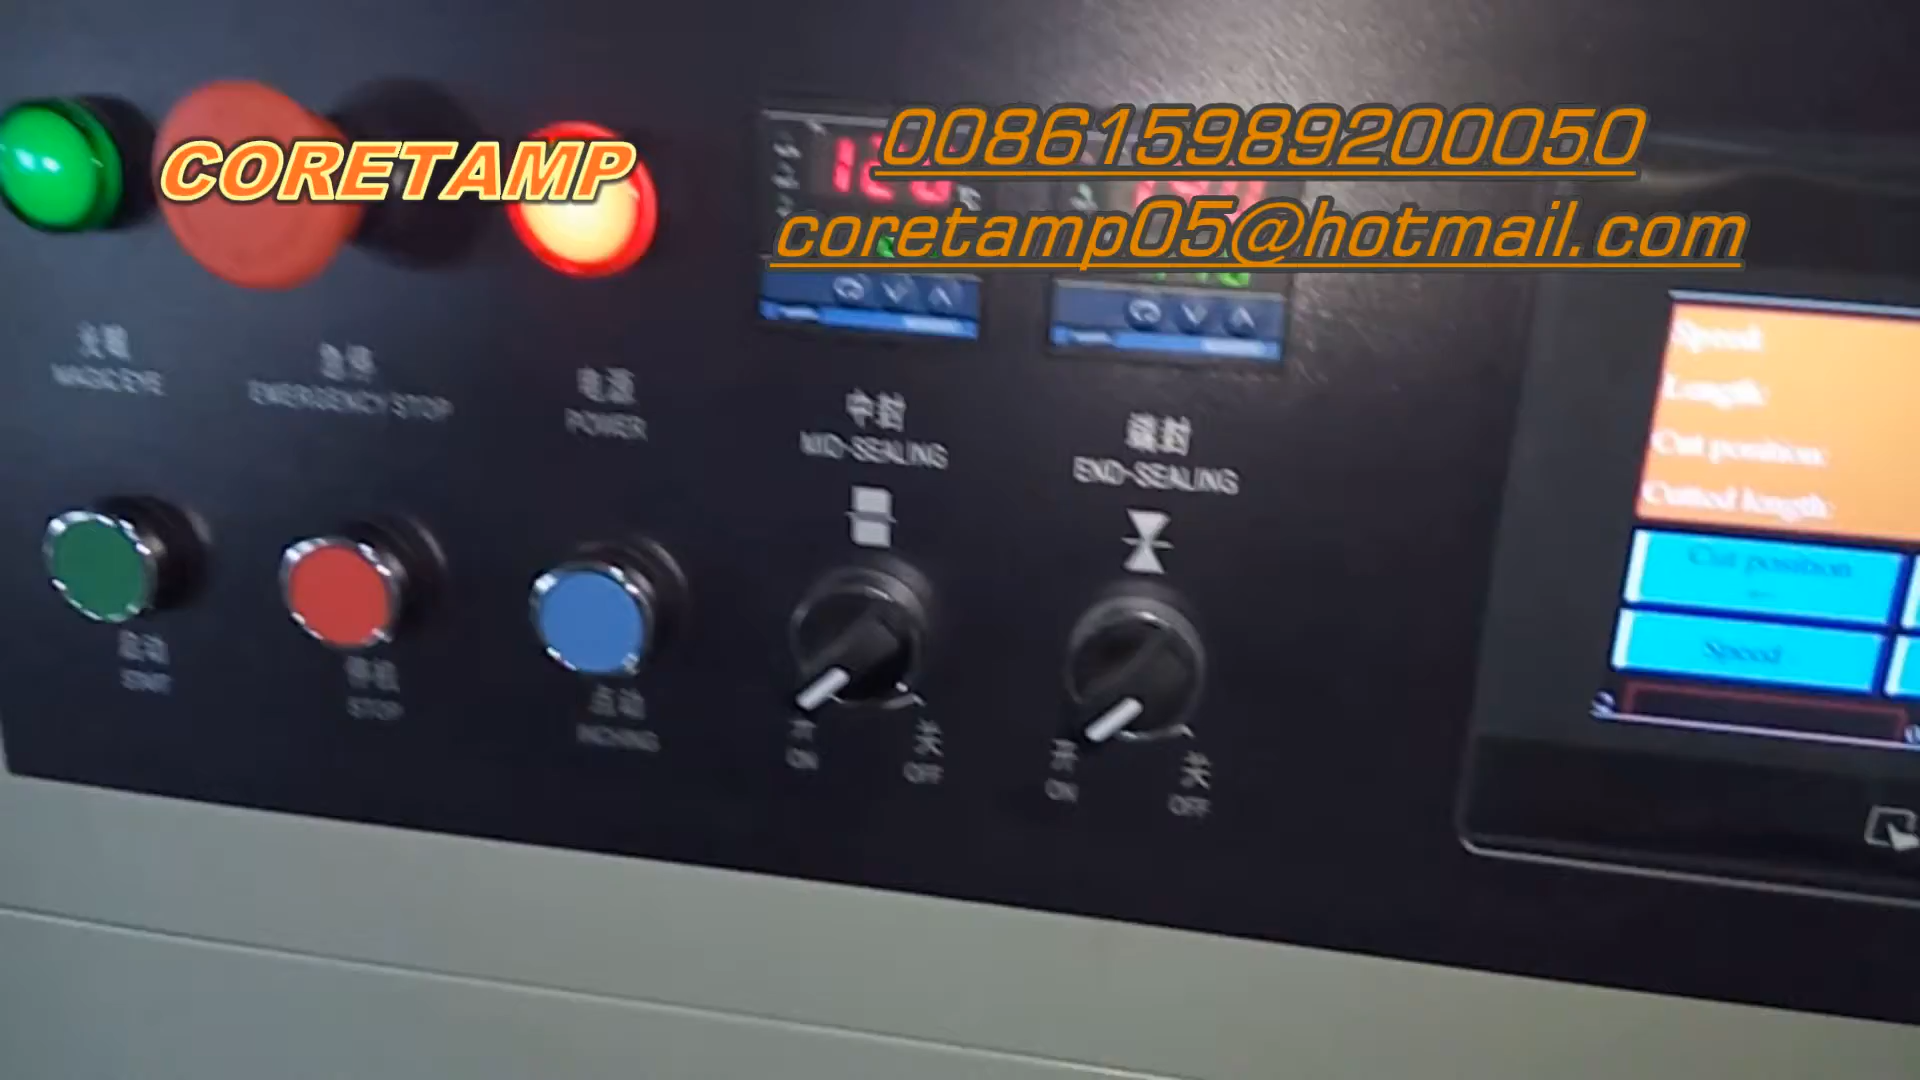 CORETAMP
008615989200050
coretamp05@hotmail.com
MAGIC EYE
急停
EMERGENCY STOP
电源
POWER
中封
MID-SEALING
端封
END-SEALING
启动
START
停机
STOP
点动
INCHING
开
ON
关
OFF
开
ON
关
OFF
Speed:
Length:
Cut position:
Cutted length:
Cut position
Speed